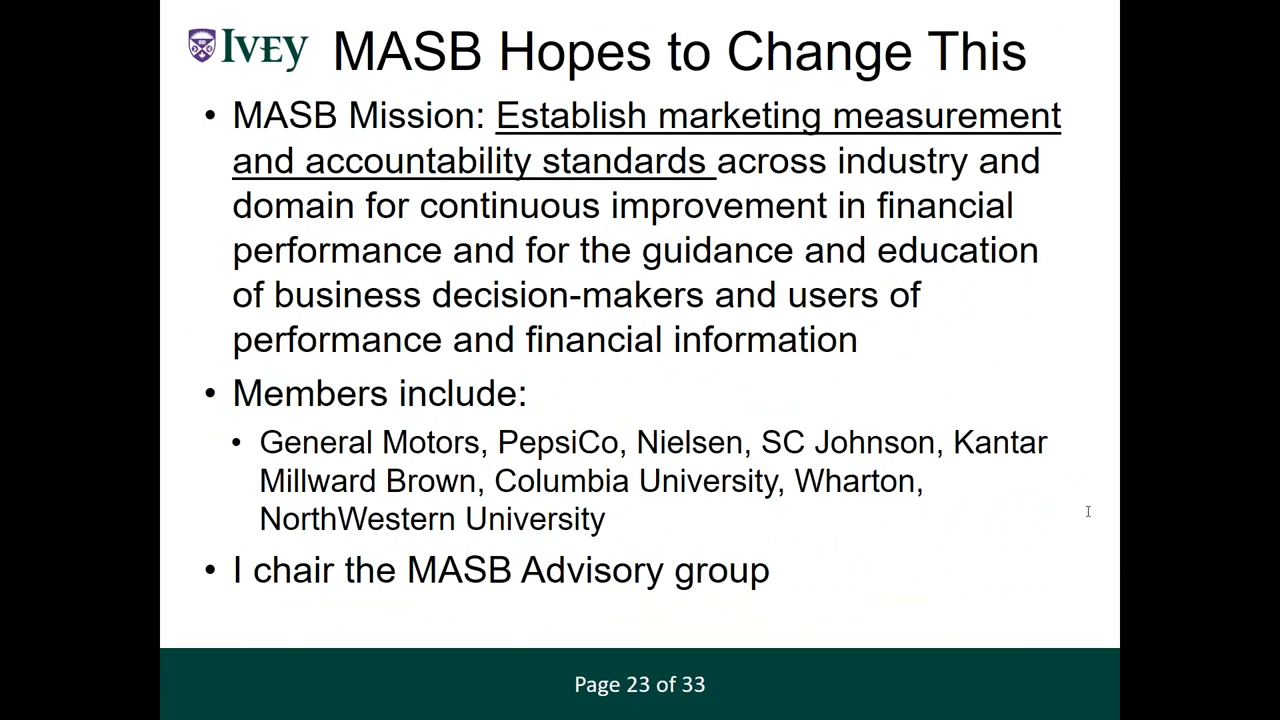 IVEY
MASB Hopes to Change This
• MASB Mission: Establish marketing measurement
and accountability standards across industry and
domain for continuous improvement in financial
performance and for the guidance and education
of business decision-makers and users of
performance and financial information
• Members include:
• General Motors, PepsiCo, Nielsen, SC Johnson, Kantar
Millward Brown, Columbia University, Wharton,
NorthWestern University
• I chair the MASB Advisory group
Page 23 of 33